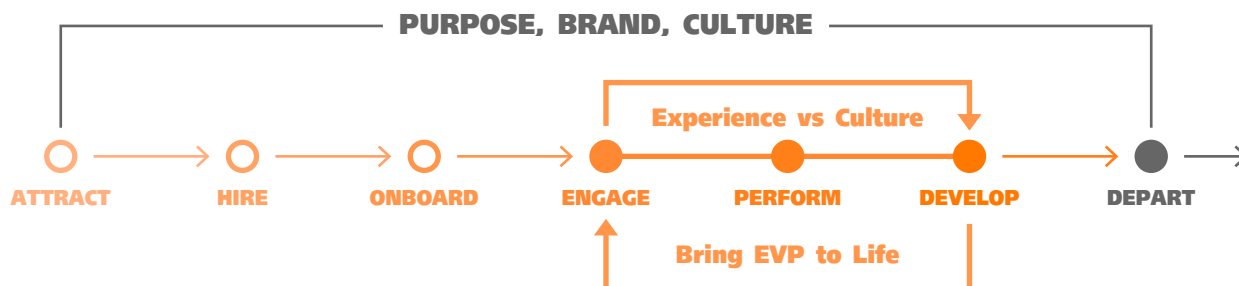 PURPOSE, BRAND, CULTURE
Experience vs Culture
ATTRACT
HIRE
ONBOARD
ENGAGE
PERFORM
DEVELOP
DEPART
Bring EVP to Life